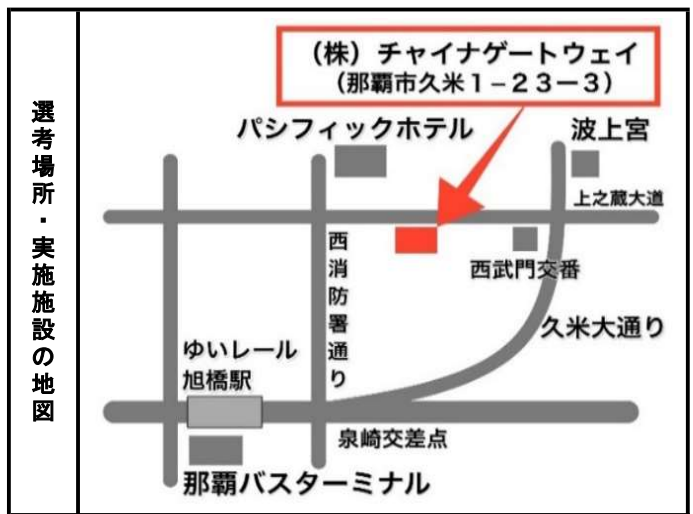 選考場所・実施施設の地図
（株）チャイナゲートウェイ
（那覇市久米１−２３ー３）
パシフィックホテル
波上宮
上之蔵大道
西消防署通り
西武門交番
久米大通り
ゆいレール
旭橋駅
泉崎交差点
那覇バスターミナル